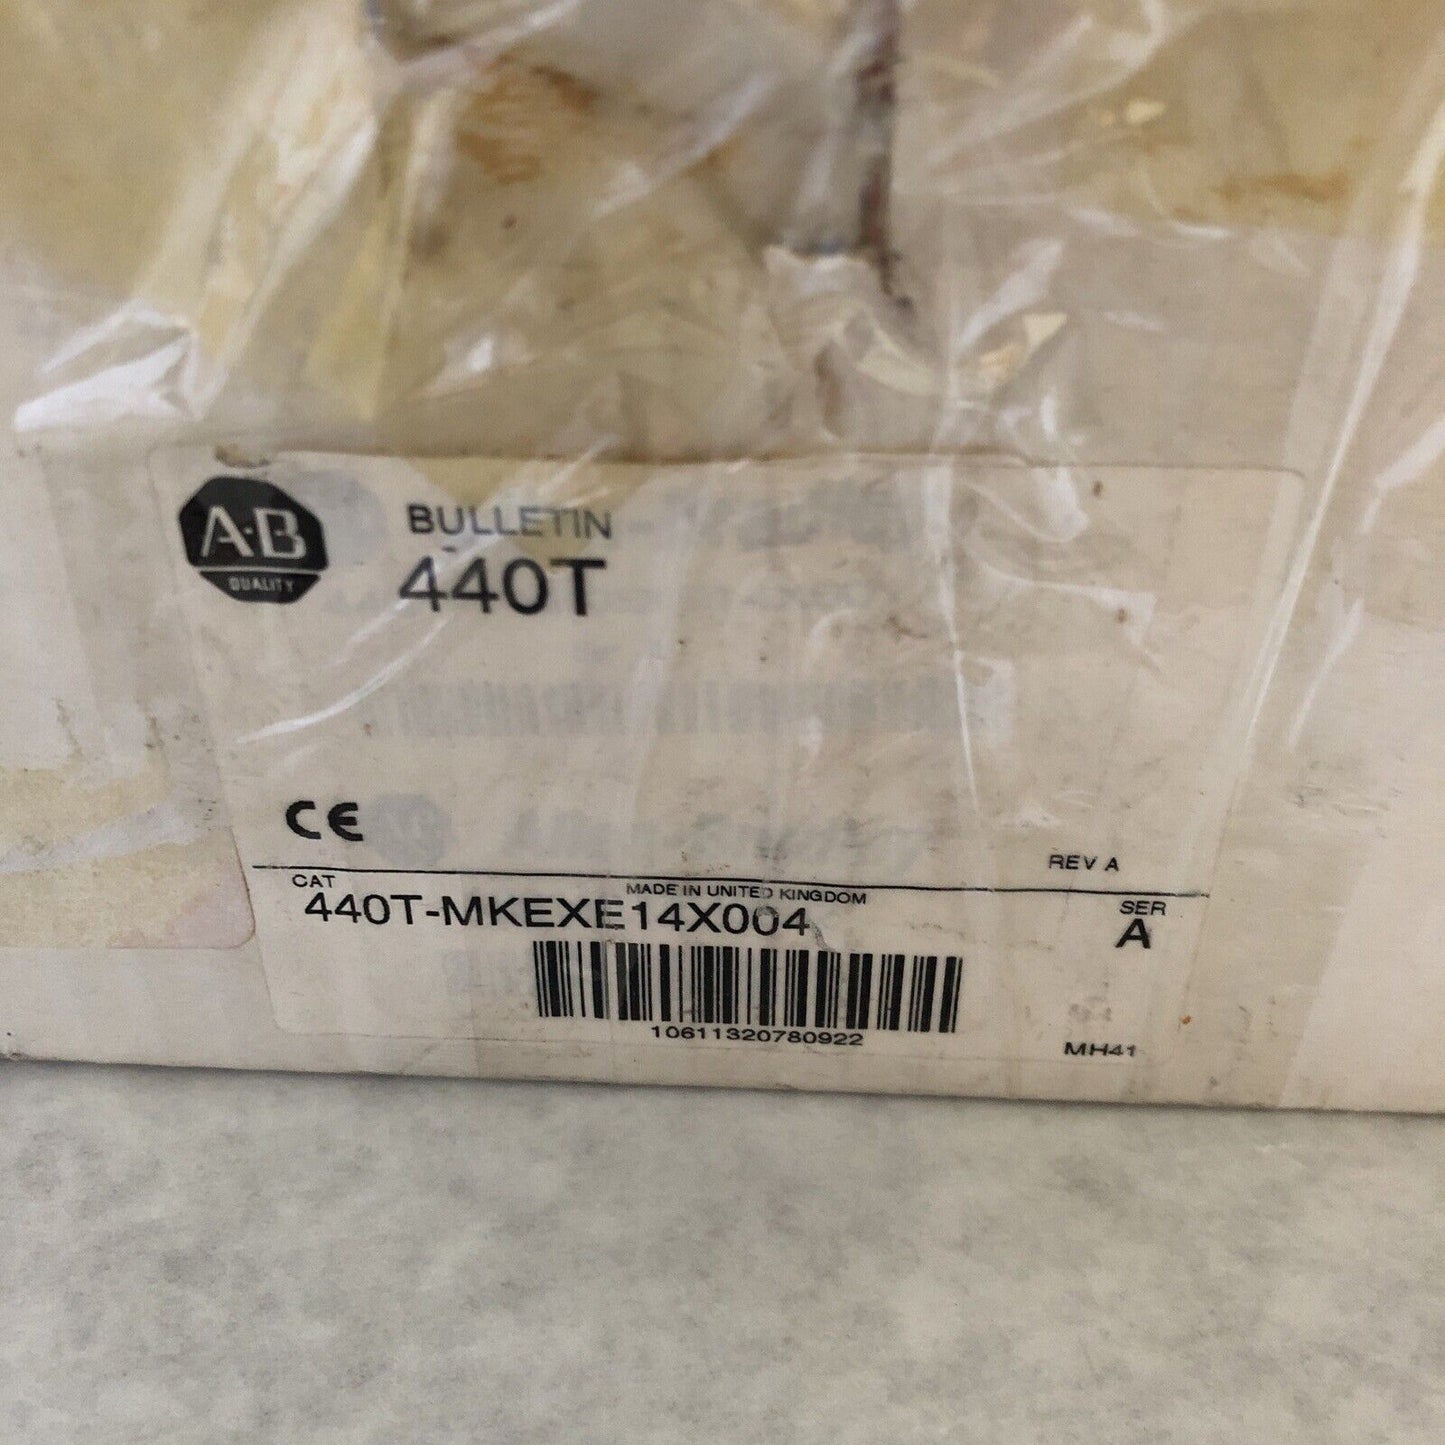 A-B
QUALITY
BULLETIN
440T
CE
REV A
CAT
MADE IN UNITED KINGDOM
SER
440T-MKEXE14X004
A
10611320780922
MH41